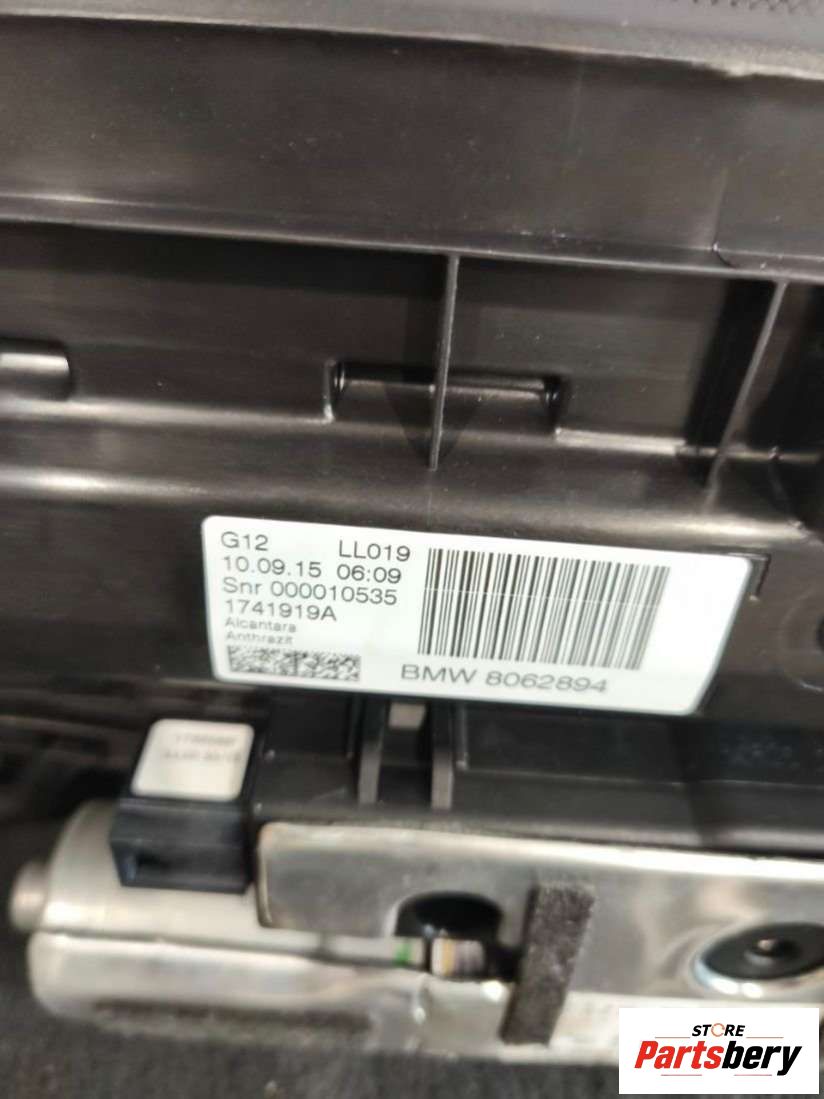 G12 LL019
10.09.15 06:09
Snr 000010535
1741919A
Alcantara
Anthrazit
BMW 8062894
STORE
Partsbery